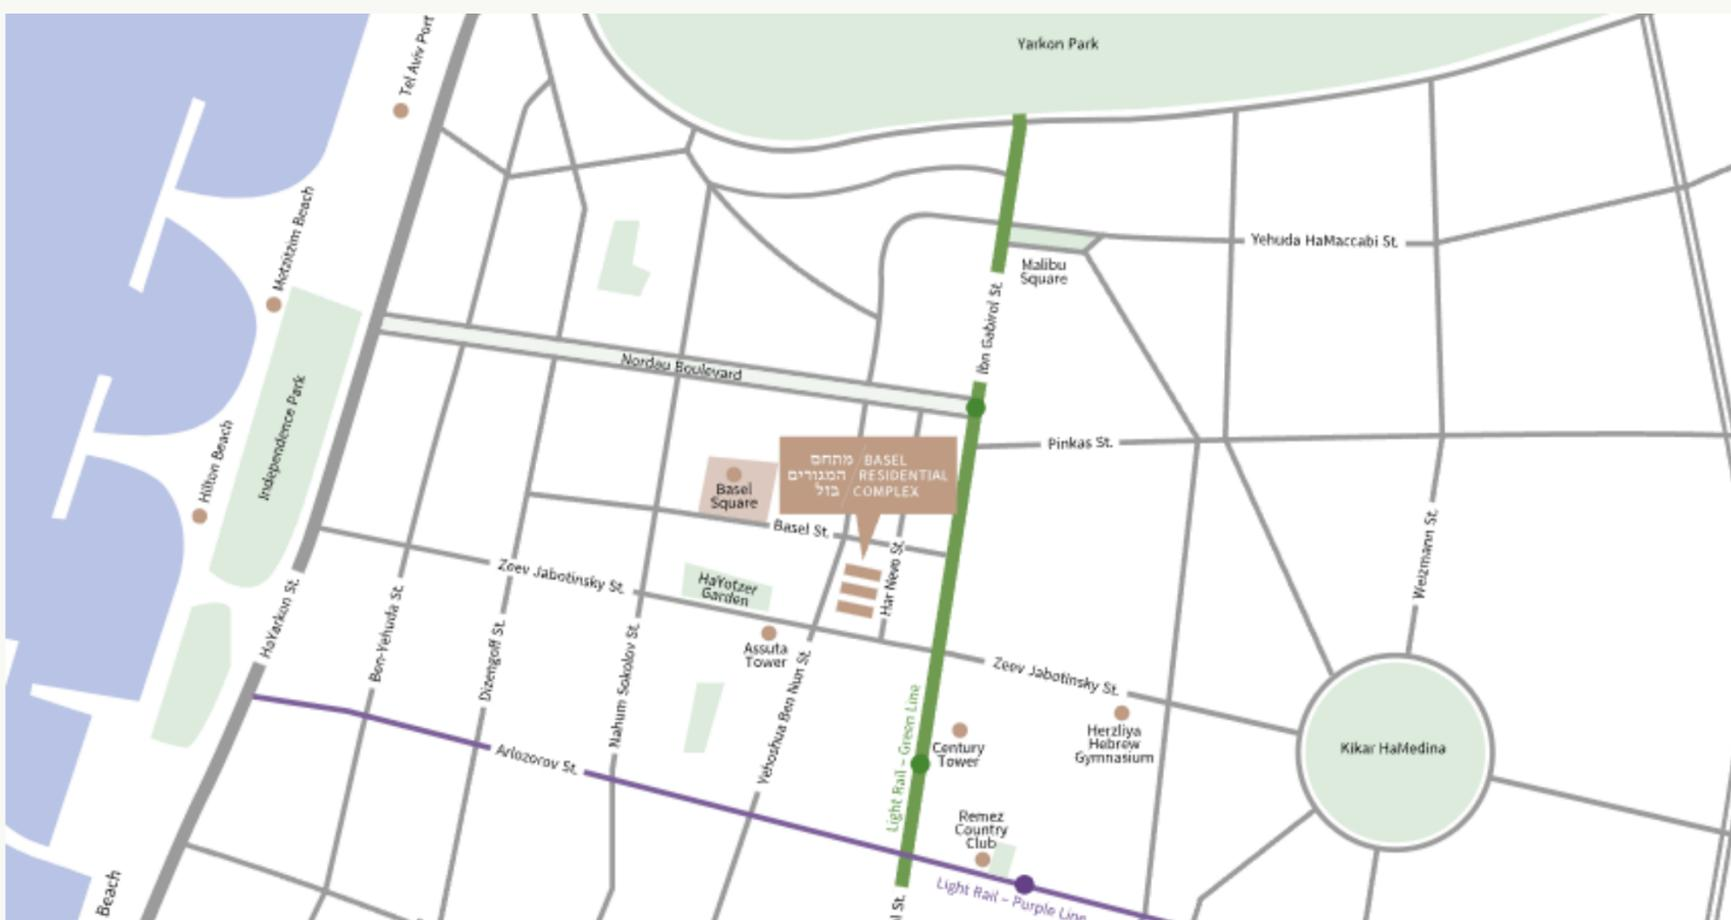 Yarkon Park
Tel Aviv Port
Metzitzim Beach
Yehuda HaMaccabi St.
Malibu
Square
Ibn Gabirol St.
Nordau Boulevard
Independence Park
Hilton Beach
Pinkas St.
מתחם
המגורים
בזל
BASEL
RESIDENTIAL
COMPLEX
Basel
Square
Basel St.
Weizmann St.
Zeev Jabotinsky St.
HaYotzer
Garden
Har Nevo St.
HaYarkon St.
Ben-Yehuda St.
Dizengoff St.
Nahum Sokolov St.
Assuta
Tower
Yehoshua Ben Nun St.
Zeev Jabotinsky St.
Light Rail - Green Line
Century
Tower
Herzliya
Hebrew
Gymnasium
Kikar HaMedina
Arlozorov St.
Remez
Country
Club
Light Rail - Purple Line
Beach
l St.